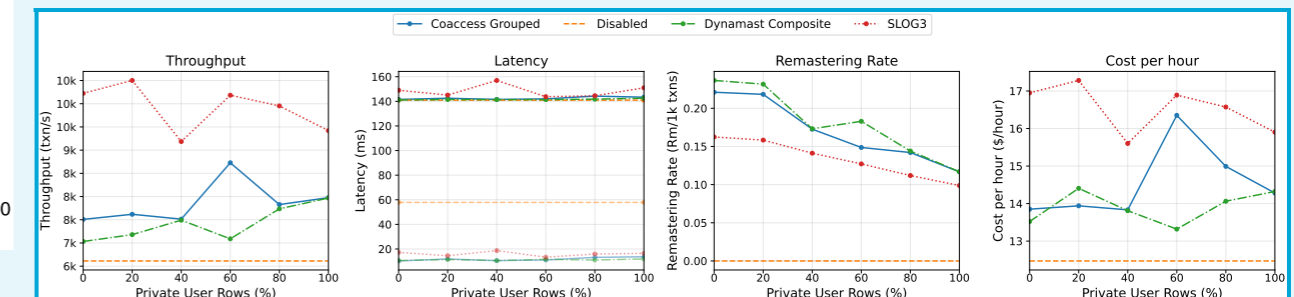 Coaccess Grouped Disabled Dynamast Composite SLOG3
Throughput
10k
10k
10k
9k
8k
8k
8k
7k
6k
Throughput (txn/s)
0 20 40 60 80 100
Private User Rows (%)
Latency
160
140
120
100
80
60
40
20
Latency (ms)
0 20 40 60 80 100
Private User Rows (%)
Remastering Rate
0.20
0.15
0.10
0.05
0.00
Remastering Rate (Rm/1k txns)
0 20 40 60 80 100
Private User Rows (%)
Cost per hour
17
16
15
14
13
Cost per hour ($/hour)
0 20 40 60 80 100
Private User Rows (%)
0